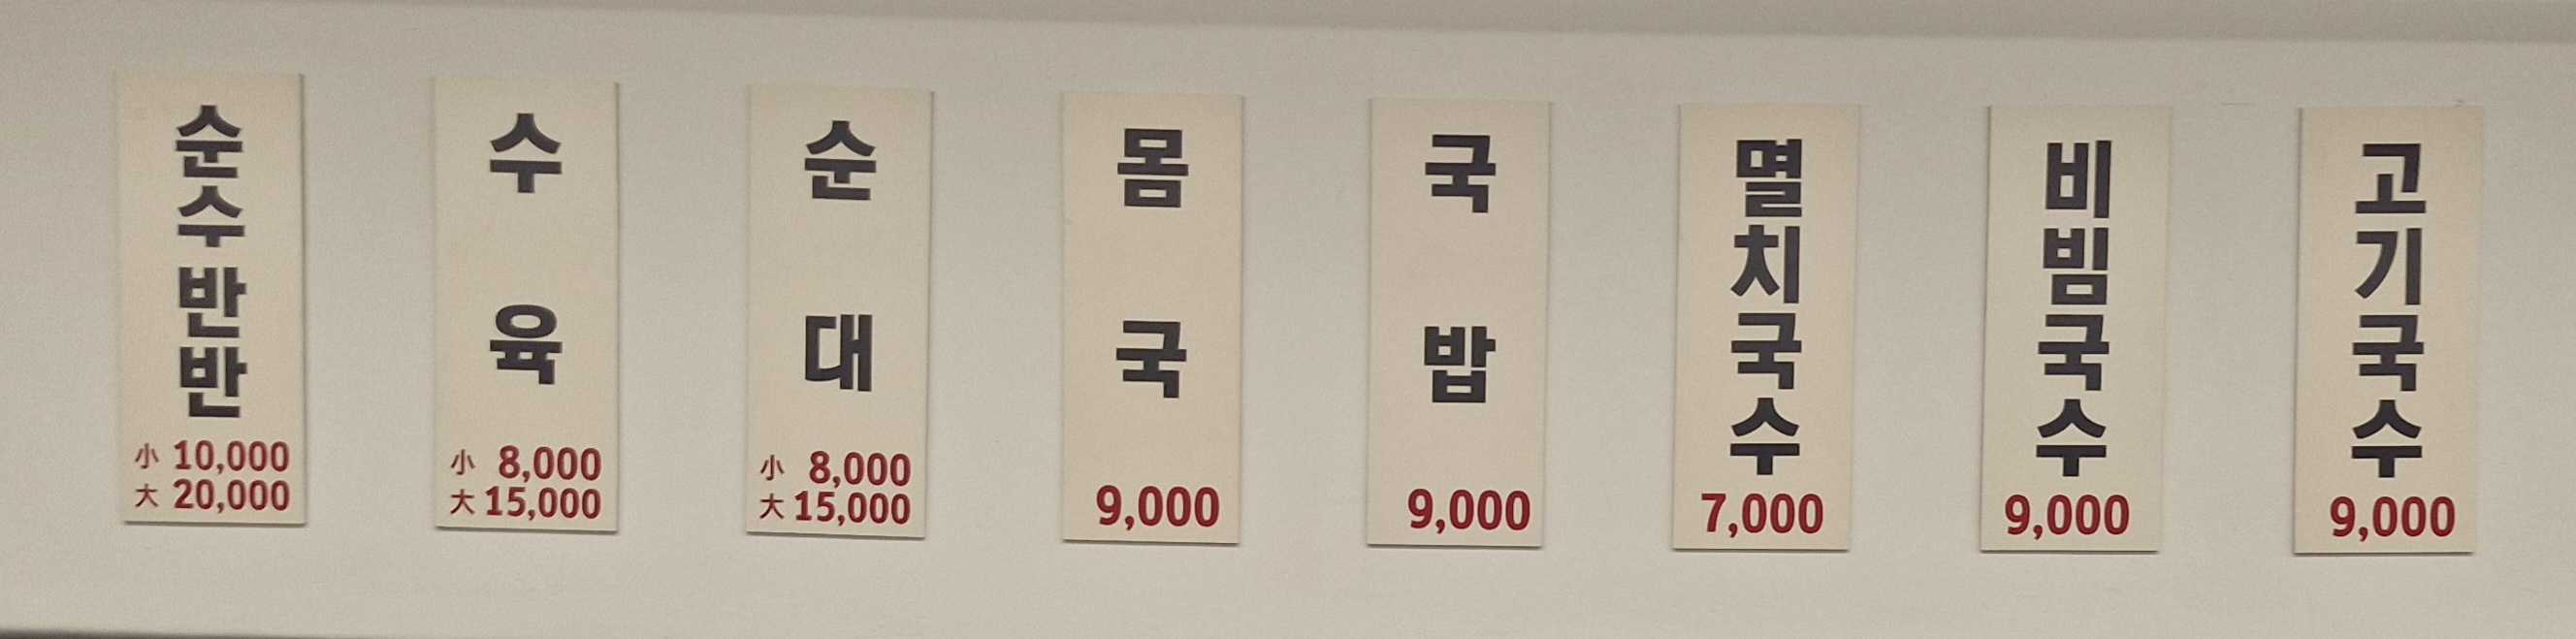 순수반반
小 10,000
大 20,000
수육
小 8,000
大 15,000
순대
小 8,000
大 15,000
몸국
9,000
국밥
9,000
멸치국수
7,000
비빔국수
9,000
고기국수
9,000